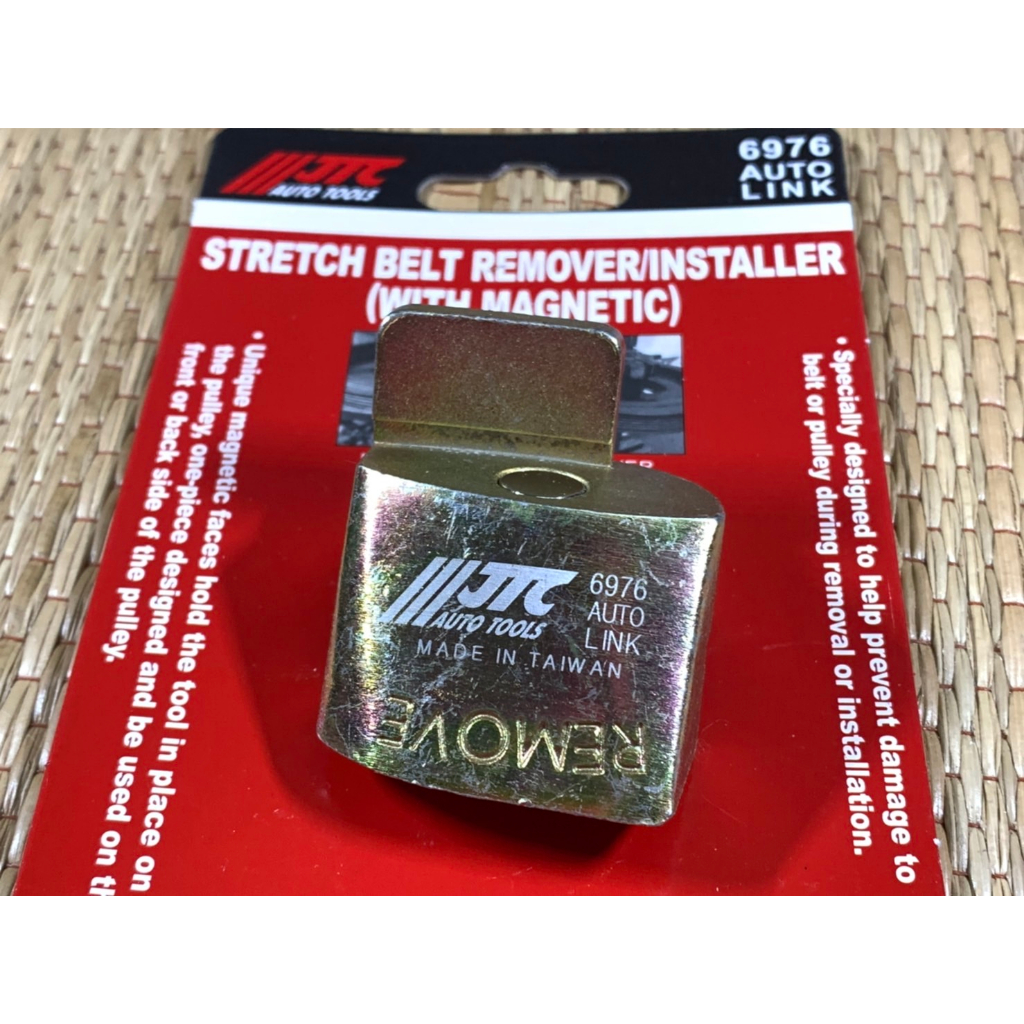 JTC
AUTO TOOLS
6976
AUTO
LINK
STRETCH BELT REMOVER/INSTALLER
(WITH MAGNETIC)
• Unique magnetic faces hold the tool in place on
the pulley, one-piece designed and be used on the
front or back side of the pulley.
• Specially designed to help prevent damage to
belt or pulley during removal or installation.
JTC
AUTO TOOLS
6976
AUTO
LINK
MADE IN TAIWAN
REMOVE